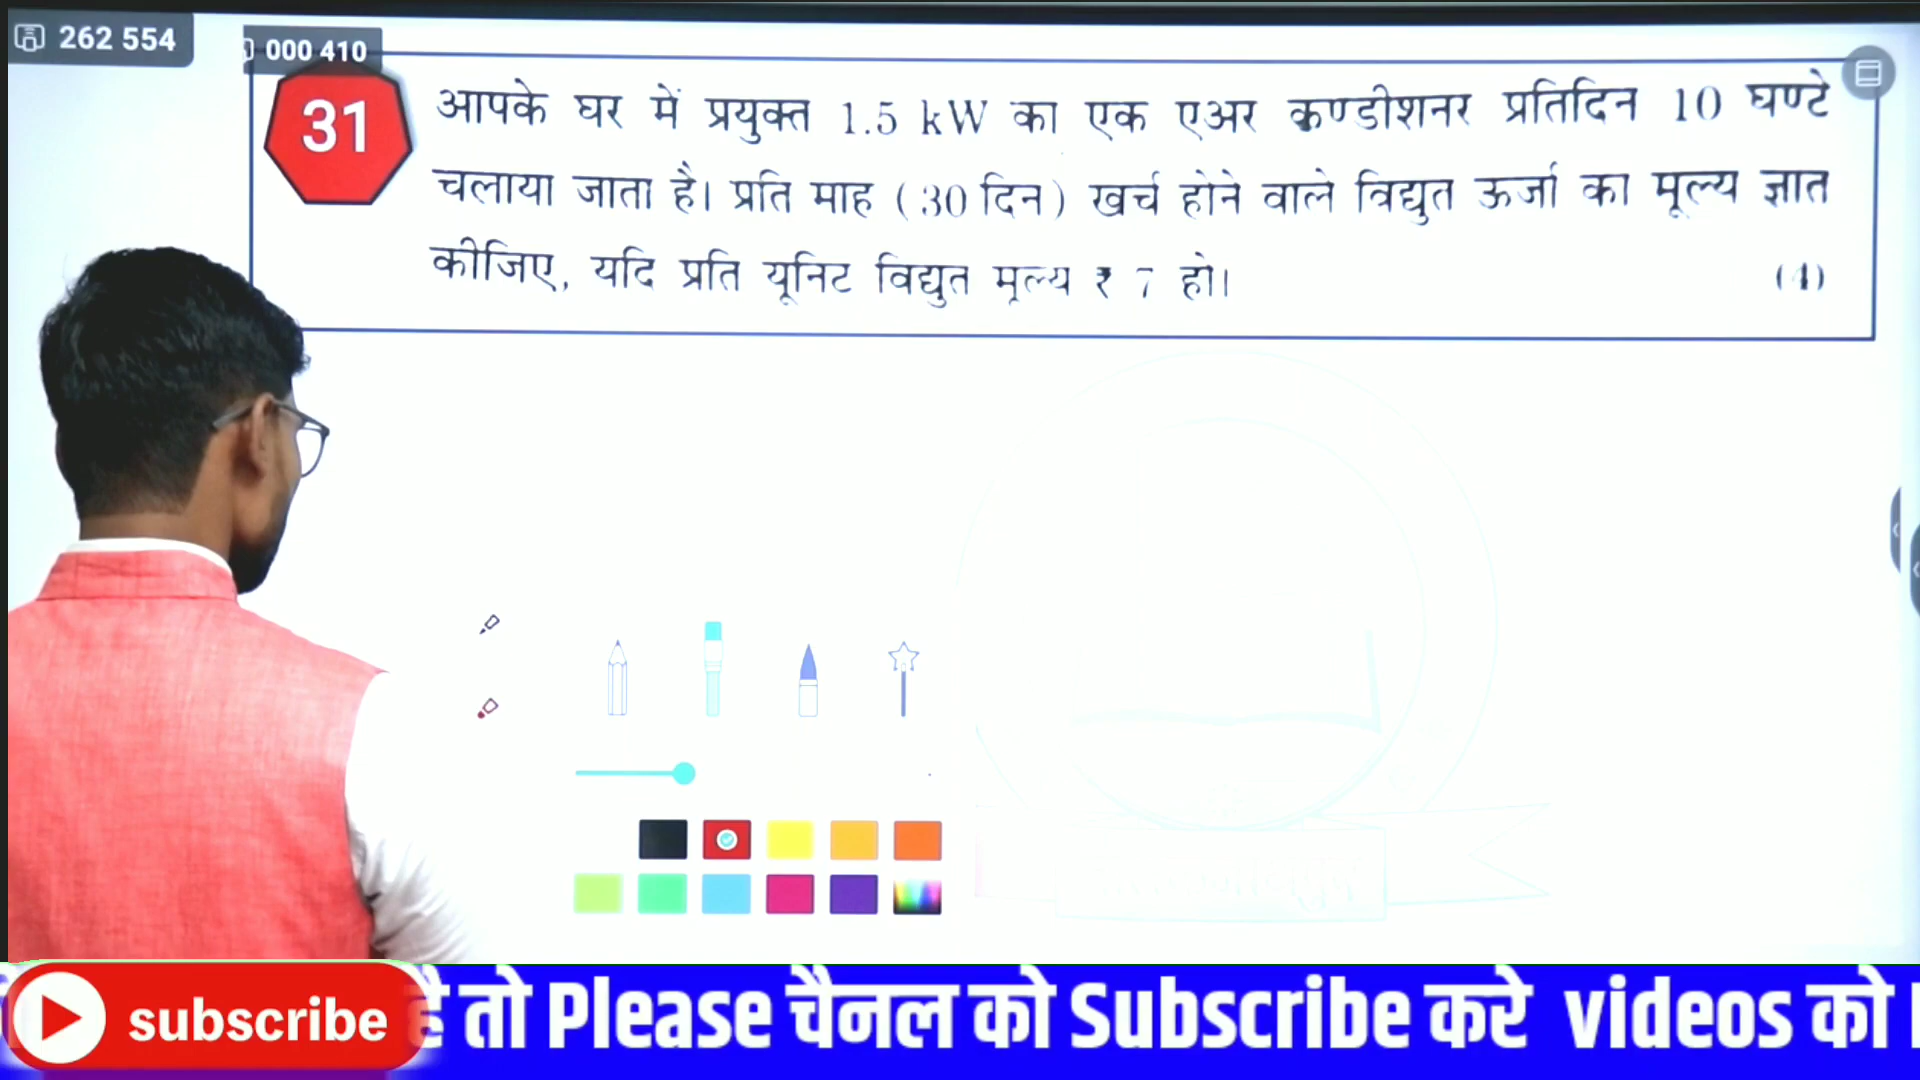 262 554
000 410
31
आपके घर में प्रयुक्त 1.5 kW का एक एअर कण्डीशनर प्रतिदिन 10 घण्टे
चलाया जाता है। प्रति माह (30 दिन) खर्च होने वाले विद्युत ऊर्जा का मूल्य ज्ञात
कीजिए, यदि प्रति यूनिट विद्युत मूल्य ₹ 7 हो।
(4)
subscribe
है तो Please चैनल को Subscribe करे videos को